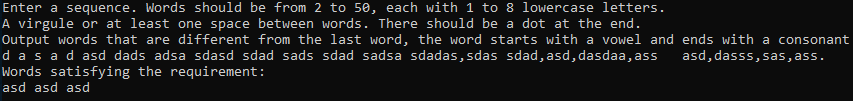 Enter a sequence. Words should be from 2 to 50, each with 1 to 8 lowercase letters.
A virgule or at least one space between words. There should be a dot at the end.
Output words that are different from the last word, the word starts with a vowel and ends with a consonant
d a s a d asd dads adsa sdasd sdad sads sdad sadsa sdadas,sdas sdad,asd,dasdaa,ass   asd,dasss,sas,ass.
Words satisfying the requirement:
asd asd asd